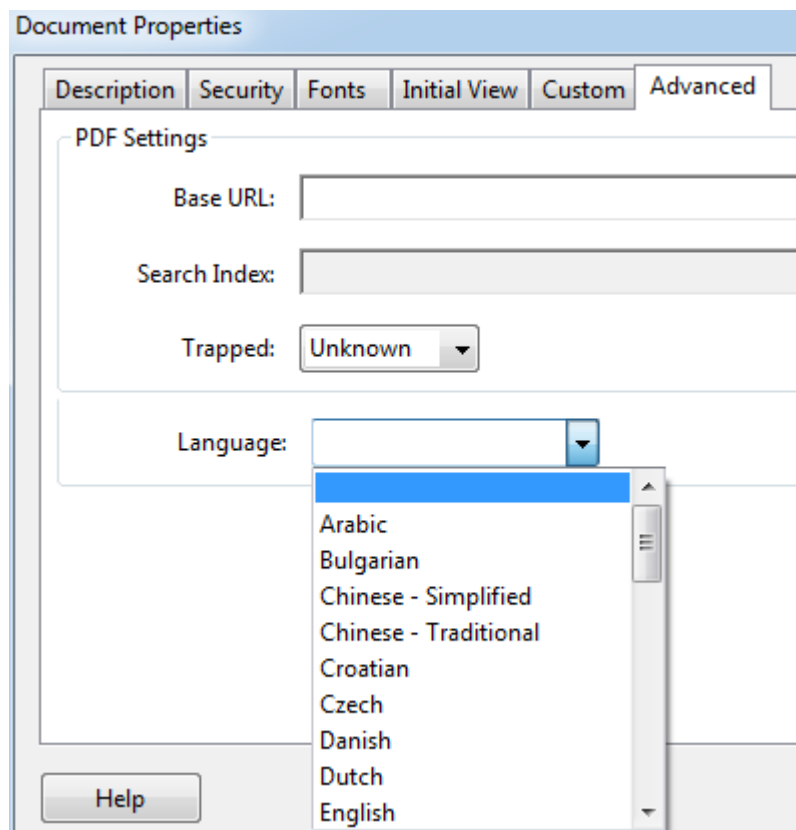 Document Properties
Description Security Fonts Initial View Custom Advanced
PDF Settings
Base URL:
Search Index:
Trapped: Unknown
Language:
Arabic
Bulgarian
Chinese - Simplified
Chinese - Traditional
Croatian
Czech
Danish
Dutch
English
Help